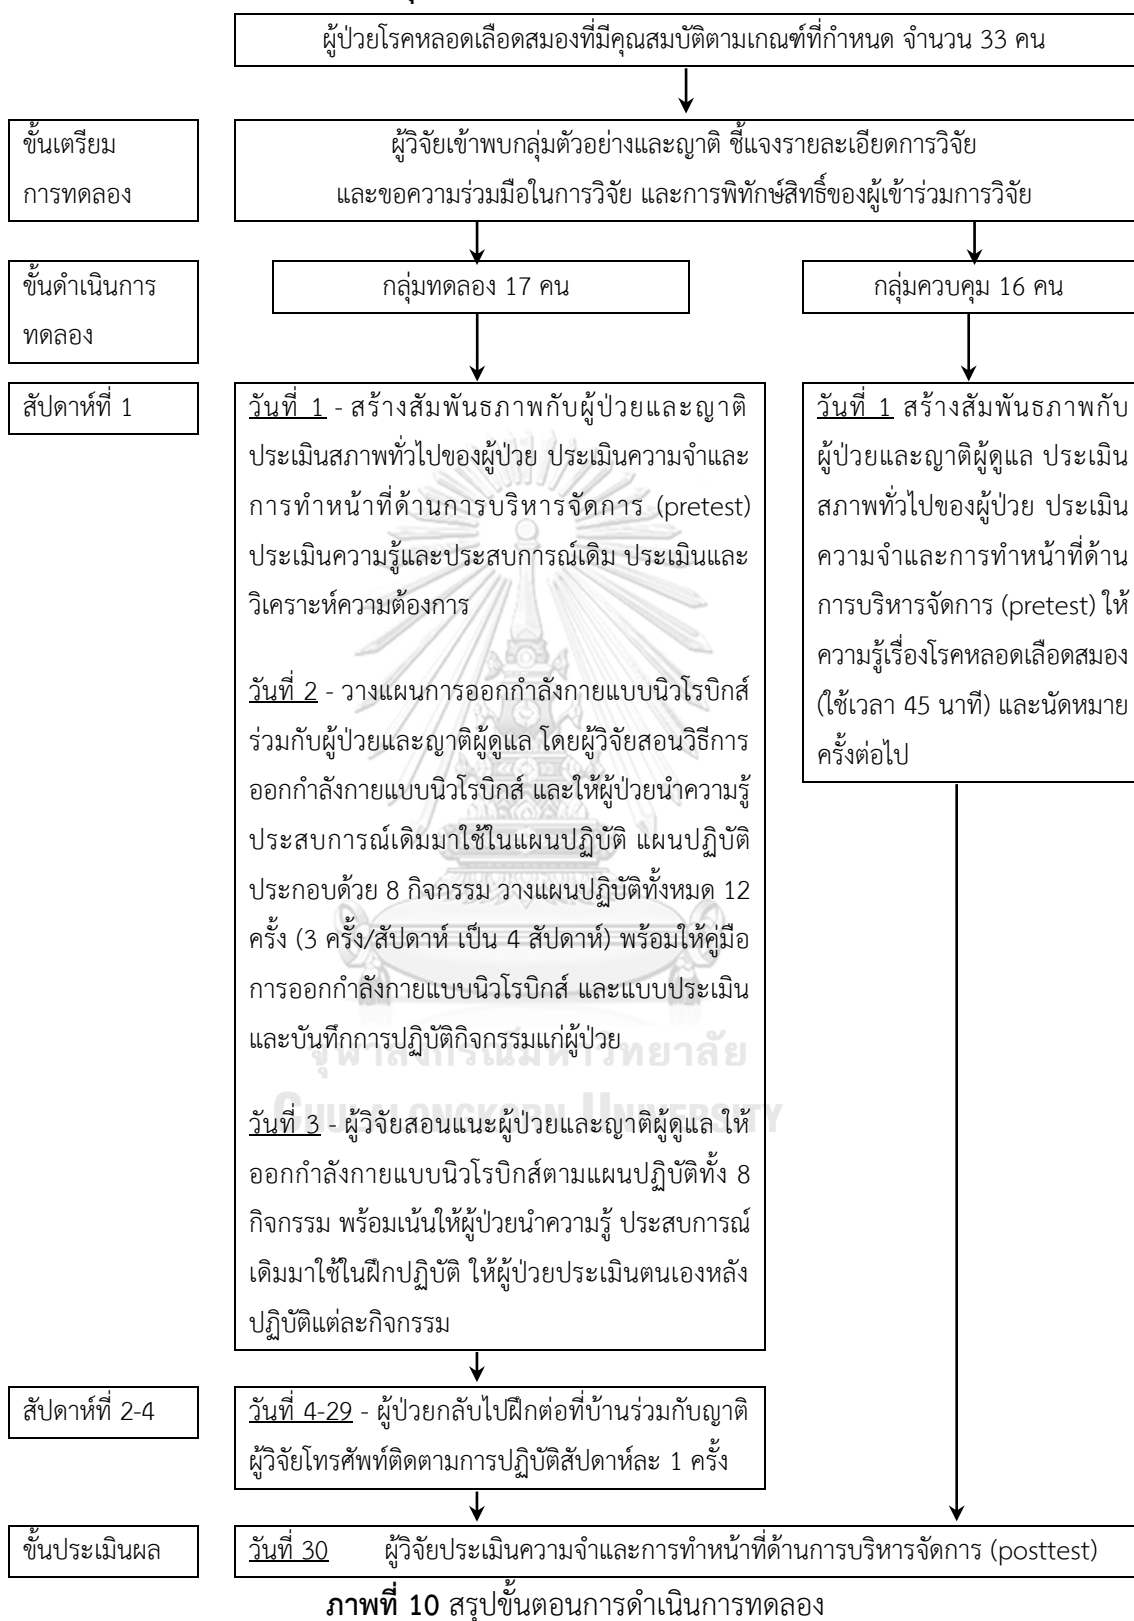 ผู้ป่วยโรคหลอดเลือดสมองที่มีคุณสมบัติตามเกณฑ์ที่กำหนด จำนวน 33 คน
ขั้นเตรียม
การทดลอง
ผู้วิจัยเข้าพบกลุ่มตัวอย่างและญาติ ชี้แจงรายละเอียดการวิจัย
และขอความร่วมมือในการวิจัย และการพิทักษ์สิทธิ์ของผู้เข้าร่วมการวิจัย
ขั้นดำเนินการ
ทดลอง
กลุ่มทดลอง 17 คน
กลุ่มควบคุม 16 คน
สัปดาห์ที่ 1
วันที่ 1 - สร้างสัมพันธภาพกับผู้ป่วยและญาติ
ประเมินสภาพทั่วไปของผู้ป่วย ประเมินความจำและ
การทำหน้าที่ด้านการบริหารจัดการ (pretest)
ประเมินความรู้และประสบการณ์เดิม ประเมินและ
วิเคราะห์ความต้องการ
วันที่ 2 - วางแผนการออกกำลังกายแบบนิวโรบิกส์
ร่วมกับผู้ป่วยและญาติผู้ดูแล โดยผู้วิจัยสอนวิธีการ
ออกกำลังกายแบบนิวโรบิกส์ และให้ผู้ป่วยนำความรู้
ประสบการณ์เดิมมาใช้ในแผนปฏิบัติ แผนปฏิบัติ
ประกอบด้วย 8 กิจกรรม วางแผนปฏิบัติทั้งหมด 12
ครั้ง (3 ครั้ง/สัปดาห์ เป็น 4 สัปดาห์) พร้อมให้คู่มือ
การออกกำลังกายแบบนิวโรบิกส์ และแบบประเมิน
และบันทึกการปฏิบัติกิจกรรมแก่ผู้ป่วย
วันที่ 3 - ผู้วิจัยสอนแนะผู้ป่วยและญาติผู้ดูแล ให้
ออกกำลังกายแบบนิวโรบิกส์ตามแผนปฏิบัติทั้ง 8
กิจกรรม พร้อมเน้นให้ผู้ป่วยนำความรู้ ประสบการณ์
เดิมมาใช้ในฝึกปฏิบัติ ให้ผู้ป่วยประเมินตนเองหลัง
ปฏิบัติแต่ละกิจกรรม
วันที่ 1 สร้างสัมพันธภาพกับ
ผู้ป่วยและญาติผู้ดูแล ประเมิน
สภาพทั่วไปของผู้ป่วย ประเมิน
ความจำและการทำหน้าที่ด้าน
การบริหารจัดการ (pretest) ให้
ความรู้เรื่องโรคหลอดเลือดสมอง
(ใช้เวลา 45 นาที) และนัดหมาย
ครั้งต่อไป
จุฬาลงกรณ์มหาวิทยาลัย
CHULALONGKORN UNIVERSITY
สัปดาห์ที่ 2-4
วันที่ 4-29 - ผู้ป่วยกลับไปฝึกต่อที่บ้านร่วมกับญาติ
ผู้วิจัยโทรศัพท์ติดตามการปฏิบัติสัปดาห์ละ 1 ครั้ง
ขั้นประเมินผล
วันที่ 30 ผู้วิจัยประเมินความจำและการทำหน้าที่ด้านการบริหารจัดการ (posttest)
ภาพที่ 10 สรุปขั้นตอนการดำเนินการทดลอง